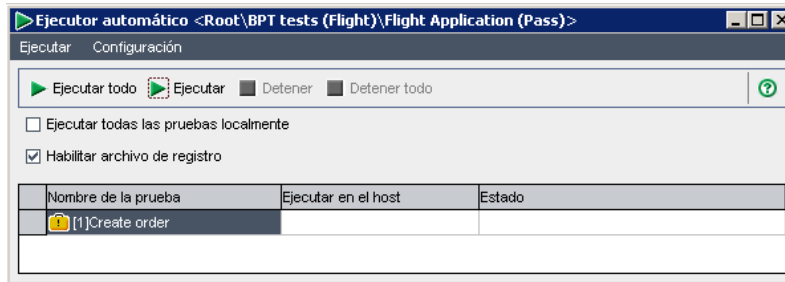 Ejecutor automático <Root\BPT tests (Flight)\Flight Application (Pass)>
Ejecutar Configuración
Ejecutar todo Ejecutar Detener Detener todo
Ejecutar todas las pruebas localmente
Habilitar archivo de registro
Nombre de la prueba Ejecutar en el host Estado
[1]Create order